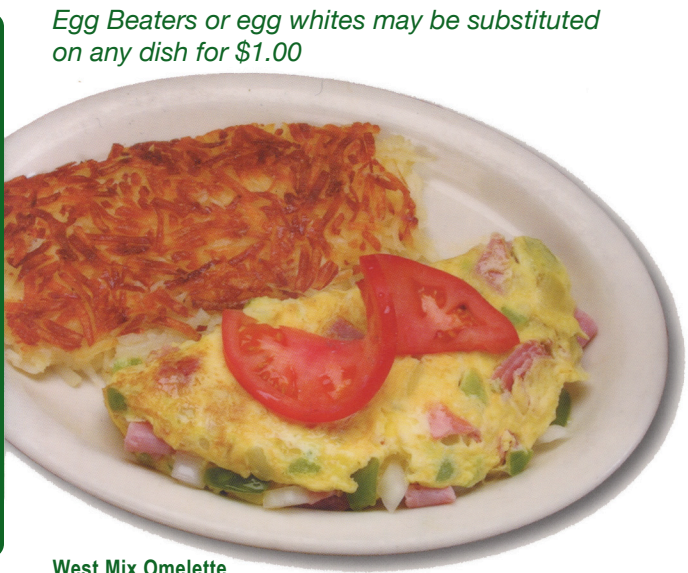 Egg Beaters or egg whites may be substituted
on any dish for $1.00
West Mix Omelette